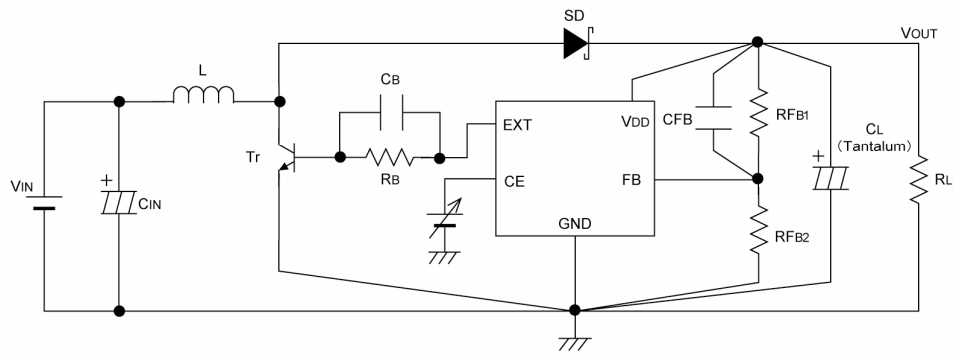 SD
VOUT
L
CB
EXT
VDD
CFB
RFB1
CL
(Tantalum)
Tr
RB
CE
FB
RL
VIN
+
CIN
+
GND
RFB2